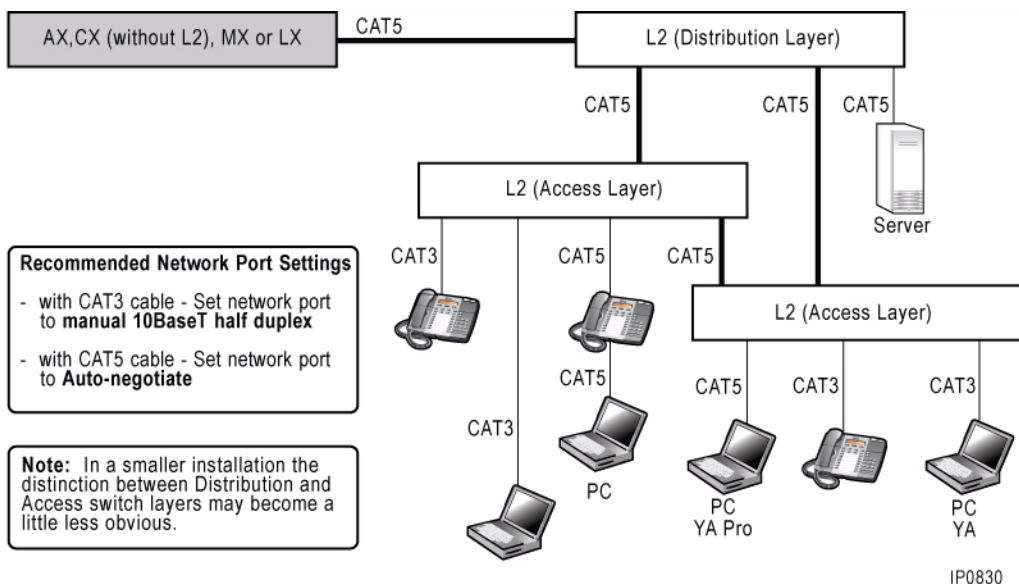 AX,CX (without L2), MX or LX
CAT5
L2 (Distribution Layer)
CAT5
CAT5
CAT5
Server
L2 (Access Layer)
CAT3
CAT5
CAT5
L2 (Access Layer)
Recommended Network Port Settings
- with CAT3 cable - Set network port
to manual 10BaseT half duplex
- with CAT5 cable - Set network port
to Auto-negotiate
CAT5
CAT3
CAT5
CAT3
CAT3
PC
PC
YA Pro
PC
YA
Note: In a smaller installation the
distinction between Distribution and
Access switch layers may become a
little less obvious.
IP0830